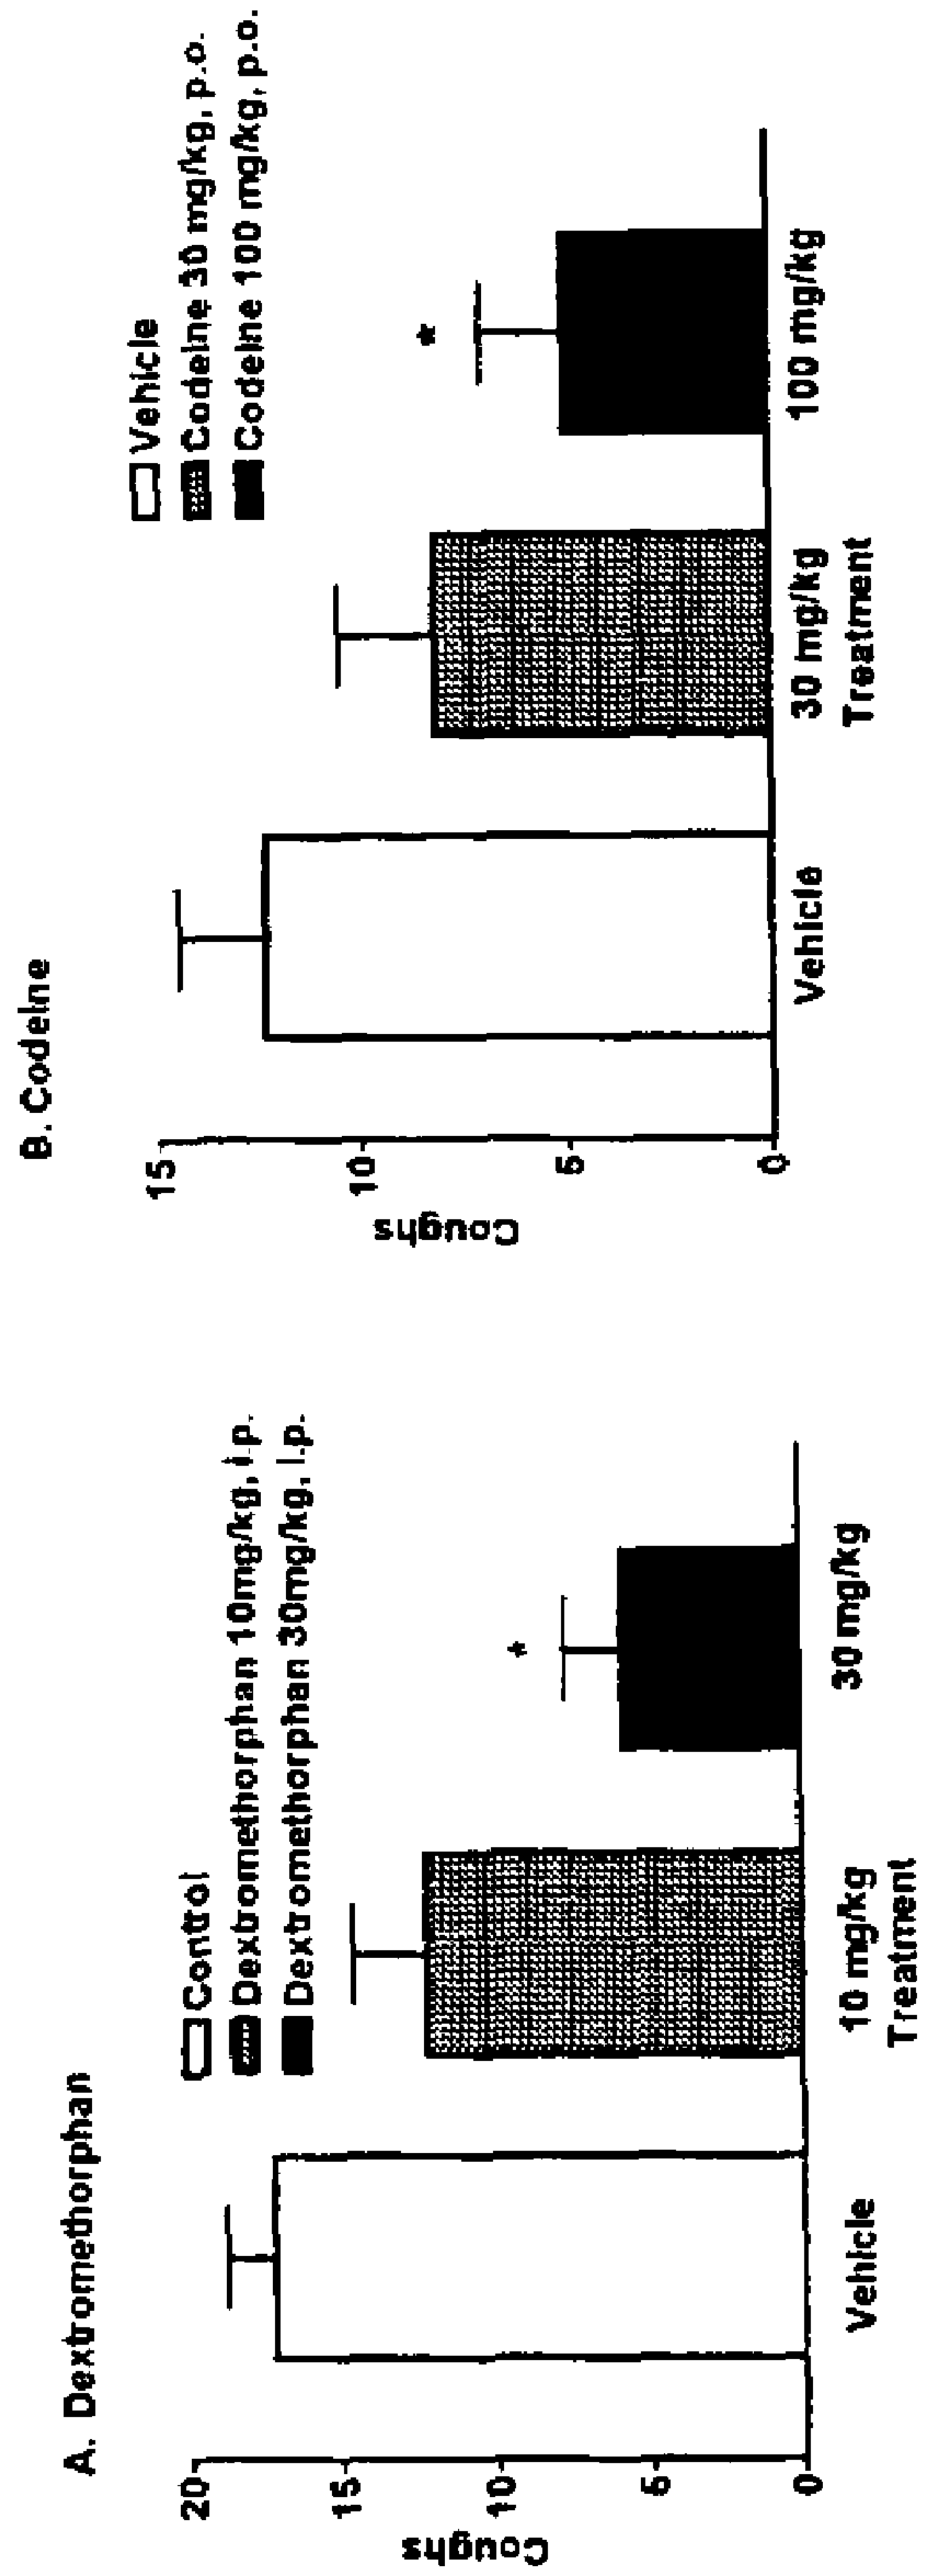 A. Dextromethorphan
Control
Dextromethorphan 10mg/kg, i.p.
Dextromethorphan 30mg/kg, i.p.
Coughs
20
15
10
5
0
*
Vehicle
10 mg/kg
30 mg/kg
Treatment
B. Codeine
Vehicle
Codeine 30 mg/kg, p.o.
Codeine 100 mg/kg, p.o.
Coughs
15
10
5
0
*
Vehicle
30 mg/kg
100 mg/kg
Treatment